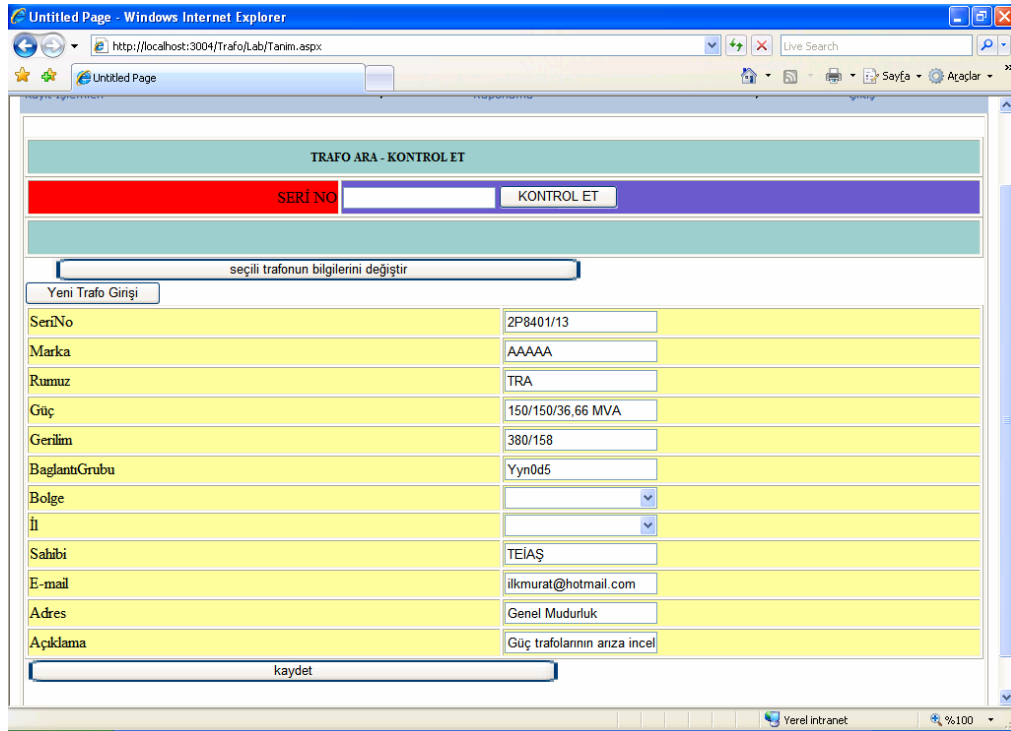 Untitled Page - Windows Internet Explorer
http://localhost:3004/Trafo/Lab/Tanim.aspx
Live Search
Untitled Page
Sayfa
Araçlar
TRAFO ARA - KONTROL ET
SERİ NO
KONTROL ET
seçili trafonun bilgilerini değiştir
Yeni Trafo Girişi
SeriNo 2P8401/13
Marka AAAAA
Rumuz TRA
Güç 150/150/36,66 MVA
Gerilim 380/158
BaglantıGrubu Yyn0d5
Bolge
İl
Sahibi TEİAŞ
E-mail ilkmurat@hotmail.com
Adres Genel Mudurluk
Açıklama Güç trafolarının arıza incel
kaydet
Yerel intranet %100